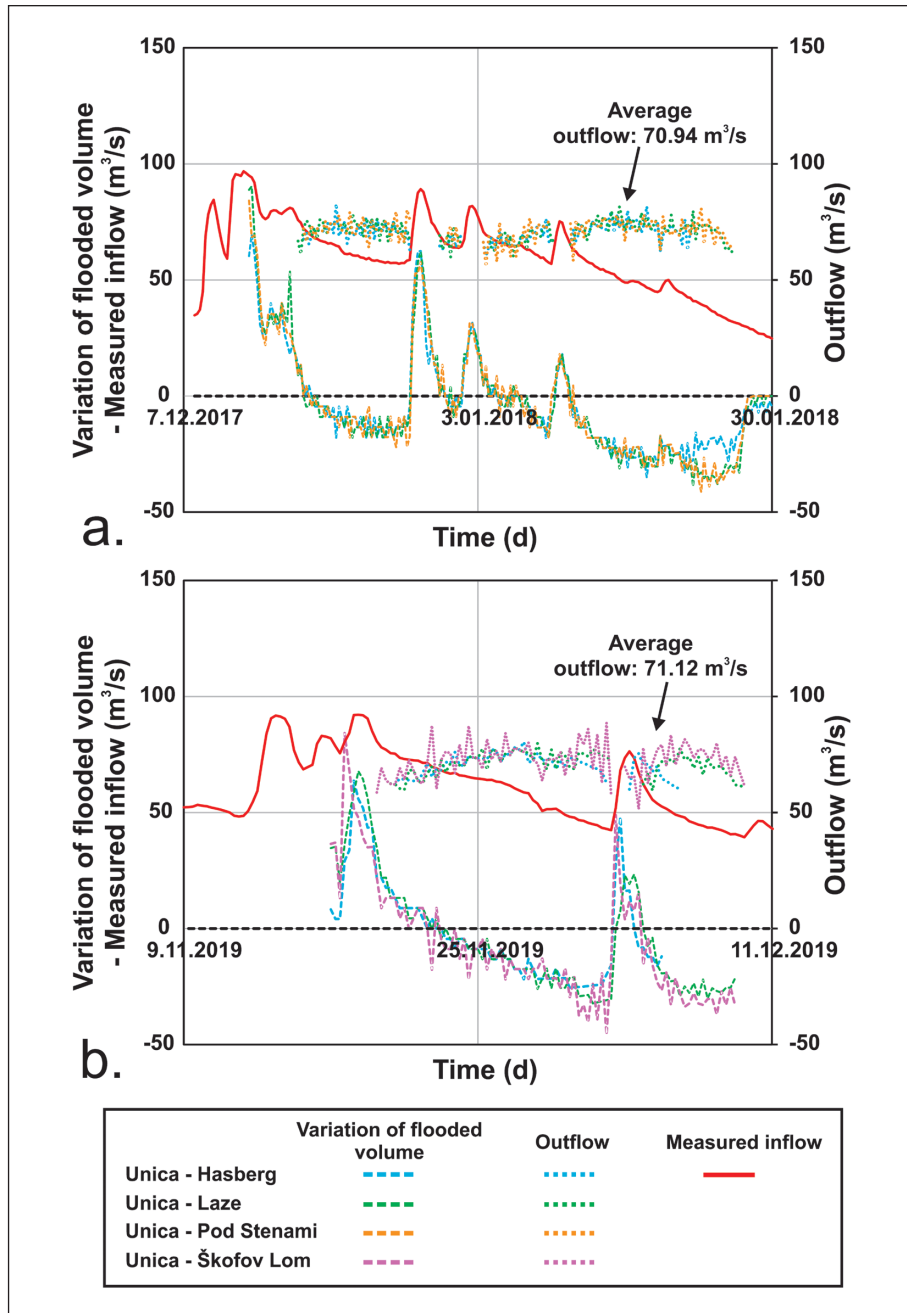 150
100
50
0
-50
Variation of flooded volume
- Measured inflow (m³/s)
Average
outflow: 70.94 m³/s
150
100
50
0
-50
Outflow (m³/s)
7.12.2017
3.01.2018
30.01.2018
a.
Time (d)
150
100
50
0
-50
Variation of flooded volume
- Measured inflow (m³/s)
Average
outflow: 71.12 m³/s
150
100
50
0
-50
Outflow (m³/s)
9.11.2019
25.11.2019
11.12.2019
b.
Time (d)
Variation of flooded
volume
Outflow
Measured inflow
Unica - Hasberg
Unica - Laze
Unica - Pod Stenami
Unica - Škofov Lom